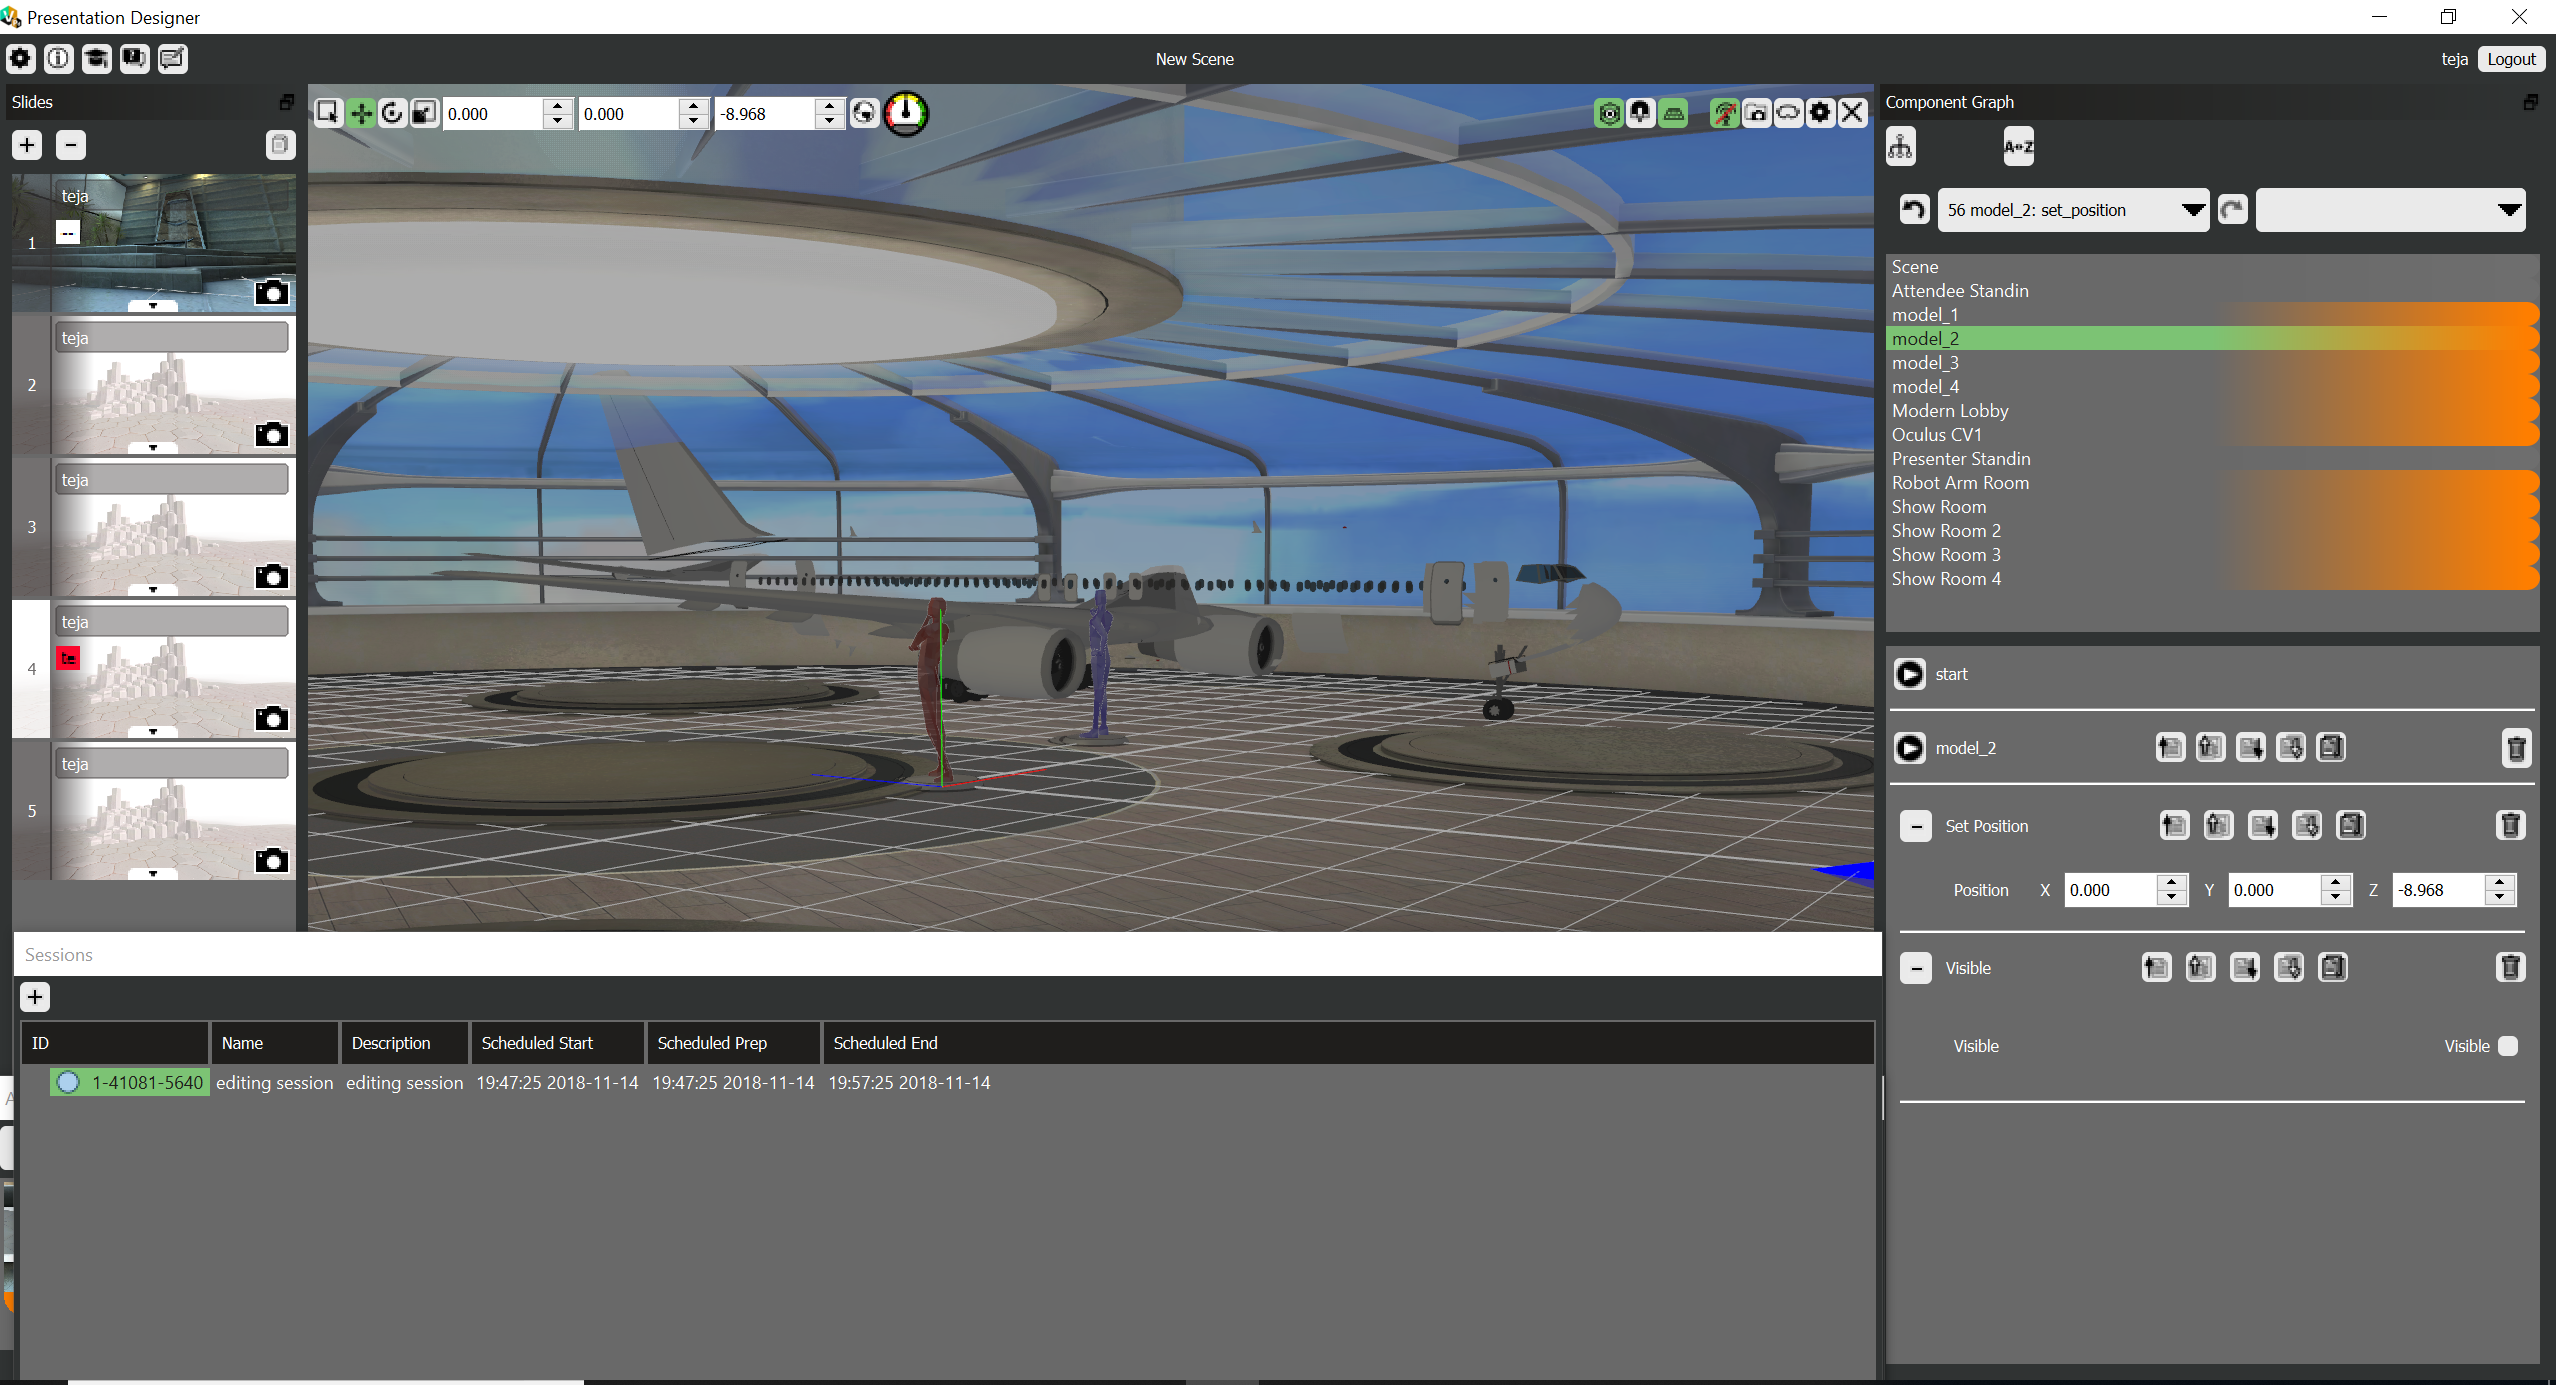 Presentation Designer
New Scene
teja Logout
Slides
0.000 0.000 -8.968
Component Graph
A↔Z
56 model_2: set_position
1 teja
--
2 teja
3 teja
4 teja
te
5 teja
Scene
Attendee Standin
model_1
model_2
model_3
model_4
Modern Lobby
Oculus CV1
Presenter Standin
Robot Arm Room
Show Room
Show Room 2
Show Room 3
Show Room 4
start
model_2
Set Position
Position X 0.000 Y 0.000 Z -8.968
Visible
Visible Visible
Sessions
ID Name Description Scheduled Start Scheduled Prep Scheduled End
1-41081-5640 editing session editing session 19:47:25 2018-11-14 19:47:25 2018-11-14 19:57:25 2018-11-14
A